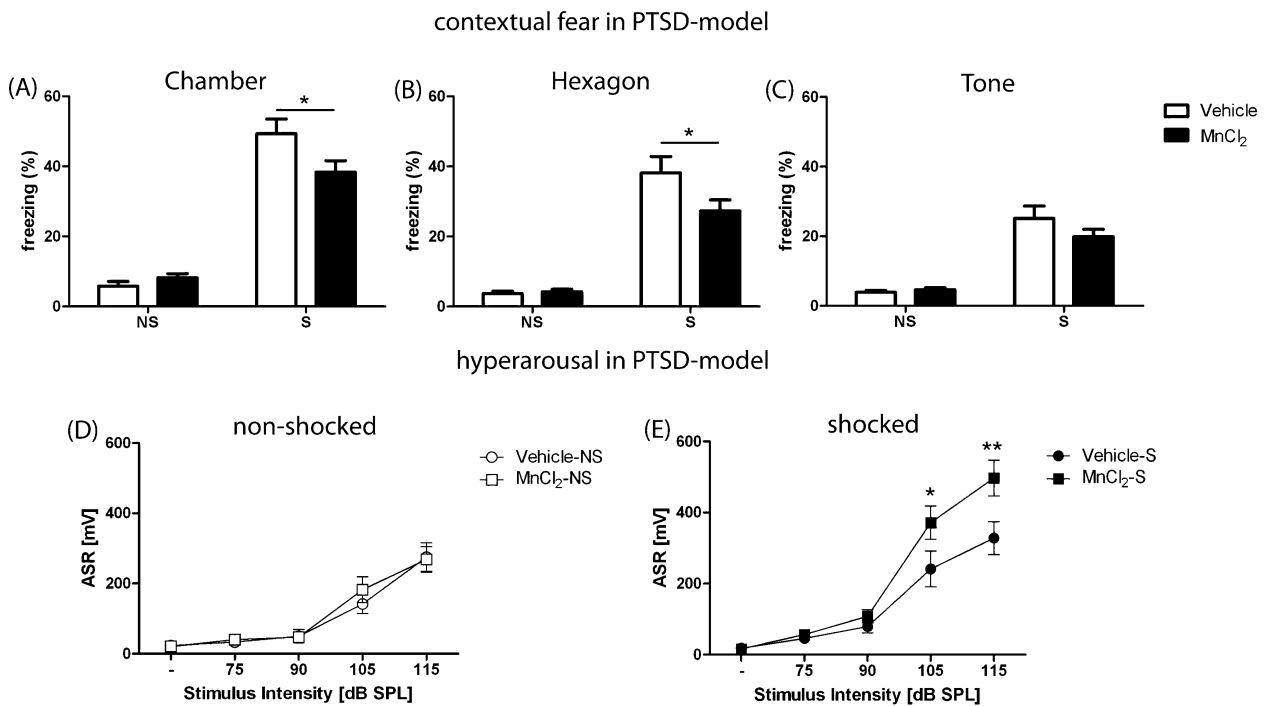 contextual fear in PTSD-model
(A) Chamber
(B) Hexagon
(C) Tone
60
40
20
0
freezing (%)
*
NS S
60
40
20
0
freezing (%)
*
NS S
60
40
20
0
freezing (%)
NS S
Vehicle
MnCl2
hyperarousal in PTSD-model
(D) non-shocked
600
400
200
0
ASR [mV]
- 75 90 105 115
Stimulus Intensity [dB SPL]
Vehicle-NS
MnCl2-NS
(E) shocked
600
400
200
0
ASR [mV]
*
**
- 75 90 105 115
Stimulus Intensity [dB SPL]
Vehicle-S
MnCl2-S